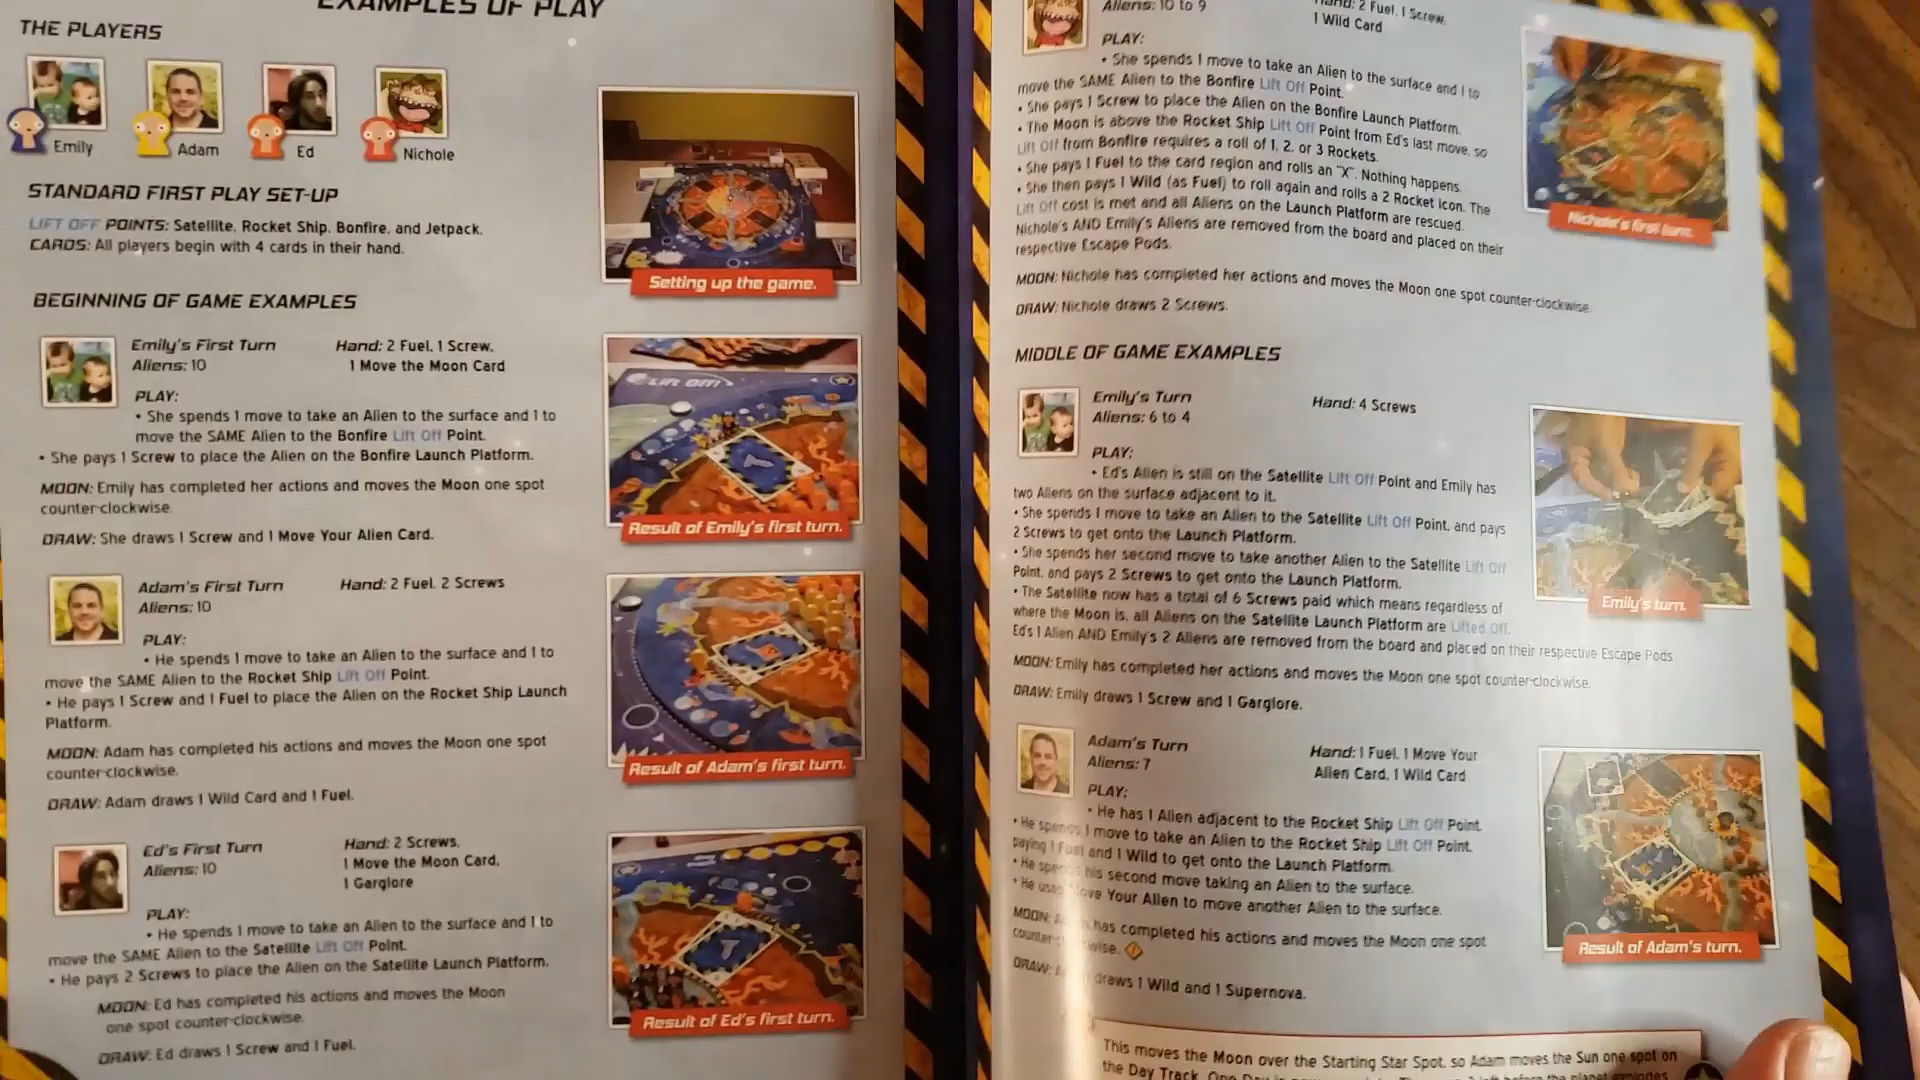 EXAMPLES OF PLAY
THE PLAYERS
Emily
Adam
Ed
Nichole
STANDARD FIRST PLAY SET-UP
LIFT OFF POINTS: Satellite, Rocket Ship, Bonfire, and Jetpack.
CARDS: All players begin with 4 cards in their hand.
Setting up the game.
BEGINNING OF GAME EXAMPLES
Emily's First Turn
Aliens: 10
Hand: 2 Fuel, 1 Screw,
1 Move the Moon Card
PLAY:
• She spends 1 move to take an Alien to the surface and 1 to
move the SAME Alien to the Bonfire Lift Off Point.
• She pays 1 Screw to place the Alien on the Bonfire Launch Platform.
MOON: Emily has completed her actions and moves the Moon one spot
counter-clockwise.
DRAW: She draws 1 Screw and 1 Move Your Alien Card.
LIFT OFF!
Result of Emily's first turn.
Adam's First Turn
Aliens: 10
Hand: 2 Fuel, 2 Screws
PLAY:
• He spends 1 move to take an Alien to the surface and 1 to
move the SAME Alien to the Rocket Ship Lift Off Point.
• He pays 1 Screw and 1 Fuel to place the Alien on the Rocket Ship Launch
Platform.
MOON: Adam has completed his actions and moves the Moon one spot
counter-clockwise.
DRAW: Adam draws 1 Wild Card and 1 Fuel.
Result of Adam's first turn.
Ed's First Turn
Aliens: 10
Hand: 2 Screws,
1 Move the Moon Card,
1 Garglore
PLAY:
• He spends 1 move to take an Alien to the surface and 1 to
move the SAME Alien to the Satellite Lift Off Point.
• He pays 2 Screws to place the Alien on the Satellite Launch Platform.
MOON: Ed has completed his actions and moves the Moon
one spot counter-clockwise.
DRAW: Ed draws 1 Screw and 1 Fuel.
Result of Ed's first turn.
Aliens: 10 to 9
Hand: 2 Fuel, 1 Screw,
1 Wild Card
PLAY:
• She spends 1 move to take an Alien to the surface and 1 to
move the SAME Alien to the Bonfire Lift Off Point.
• She pays 1 Screw to place the Alien on the Bonfire Launch Platform.
• The Moon is above the Rocket Ship Lift Off Point from Ed's last move, so
Lift Off from Bonfire requires a roll of 1, 2, or 3 Rockets.
• She pays 1 Fuel to the card region and rolls an "X". Nothing happens.
• She then pays 1 Wild (as Fuel) to roll again and rolls a 2 Rocket icon. The
Lift Off cost is met and all Aliens on the Launch Platform are rescued.
Nichole's AND Emily's Aliens are removed from the board and placed on their
respective Escape Pods.
MOON: Nichole has completed her actions and moves the Moon one spot counter-clockwise.
DRAW: Nichole draws 2 Screws.
Nichole's first turn.
MIDDLE OF GAME EXAMPLES
Emily's Turn
Aliens: 6 to 4
Hand: 4 Screws
PLAY:
• Ed's Alien is still on the Satellite Lift Off Point and Emily has
two Aliens on the surface adjacent to it.
• She spends 1 move to take an Alien to the Satellite Lift Off Point, and pays
2 Screws to get onto the Launch Platform.
• She spends her second move to take another Alien to the Satellite Lift Off
Point, and pays 2 Screws to get onto the Launch Platform.
• The Satellite now has a total of 6 Screws paid which means regardless of
where the Moon is, all Aliens on the Satellite Launch Platform are Lifted Off.
Ed's 1 Alien AND Emily's 2 Aliens are removed from the board and placed on their respective Escape Pods
MOON: Emily has completed her actions and moves the Moon one spot counter-clockwise.
DRAW: Emily draws 1 Screw and 1 Garglore.
Emily's turn.
Adam's Turn
Aliens: 7
Hand: 1 Fuel, 1 Move Your
Alien Card, 1 Wild Card
PLAY:
• He has 1 Alien adjacent to the Rocket Ship Lift Off Point.
• He spends 1 move to take an Alien to the Rocket Ship Lift Off Point,
paying 1 Fuel and 1 Wild to get onto the Launch Platform.
• He spends his second move taking an Alien to the surface.
• He uses Move Your Alien to move another Alien to the surface.
MOON: has completed his actions and moves the Moon one spot
DRAW: draws 1 Wild and 1 Supernova.
Result of Adam's turn.
This moves the Moon over the Starting Star Spot, so Adam moves the Sun one spot on
the Day Track. One Day